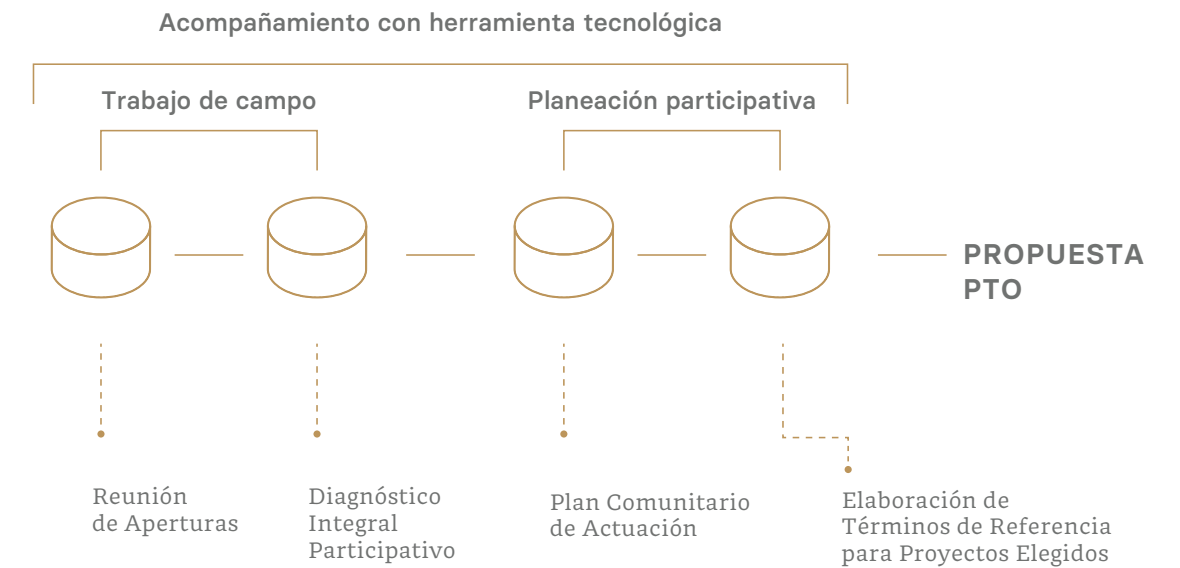 Acompañamiento con herramienta tecnológica
Trabajo de campo
Planeación participativa
PROPUESTA
PTO
Reunión
de Aperturas
Diagnóstico
Integral
Participativo
Plan Comunitario
de Actuación
Elaboración de
Términos de Referencia
para Proyectos Elegidos